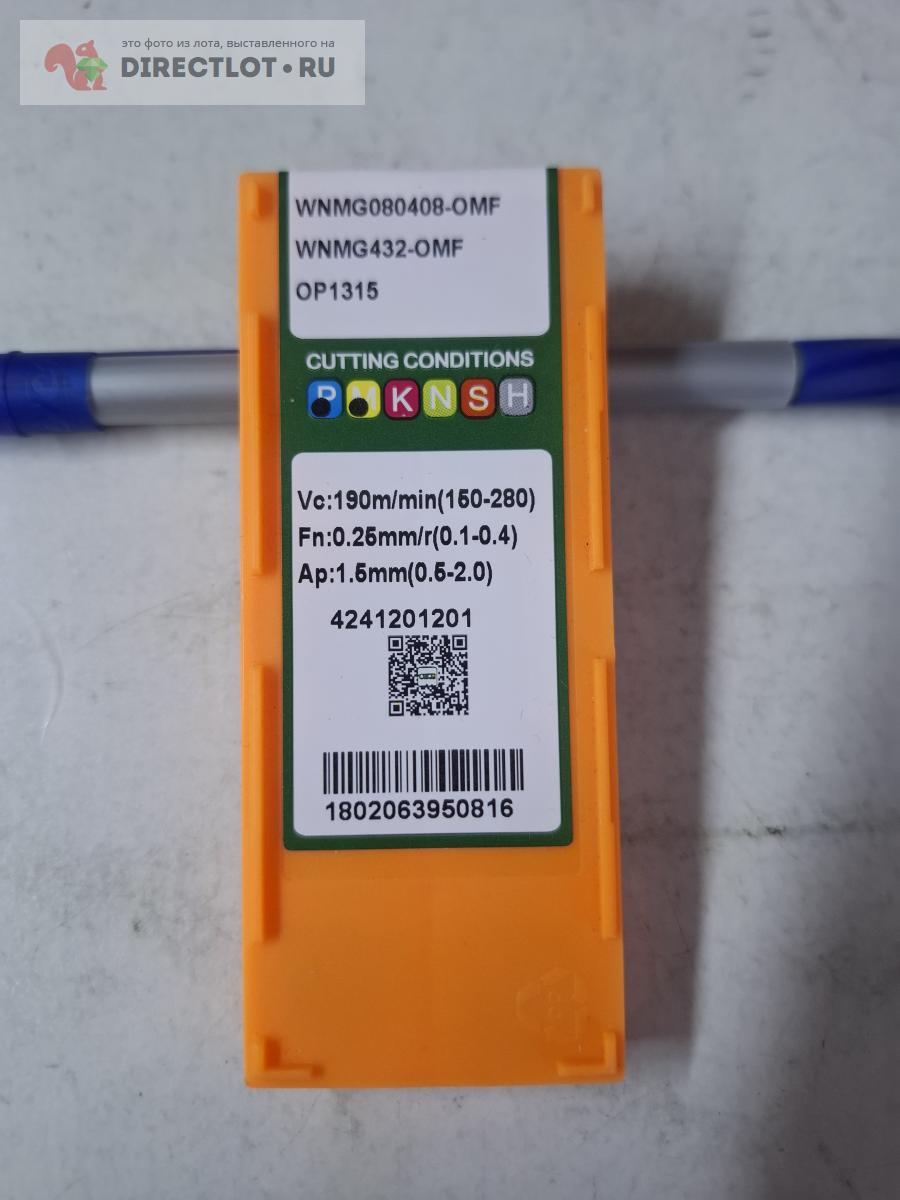 это фото из лота, выставленного на
DIRECTLOT•RU
WNMG080408-OMF
WNMG432-OMF
OP1315
CUTTING CONDITIONS
P M K N S H
Vc:190m/min(150-280)
Fn:0.25mm/r(0.1-0.4)
Ap:1.5mm(0.5-2.0)
4241201201
1802063950816